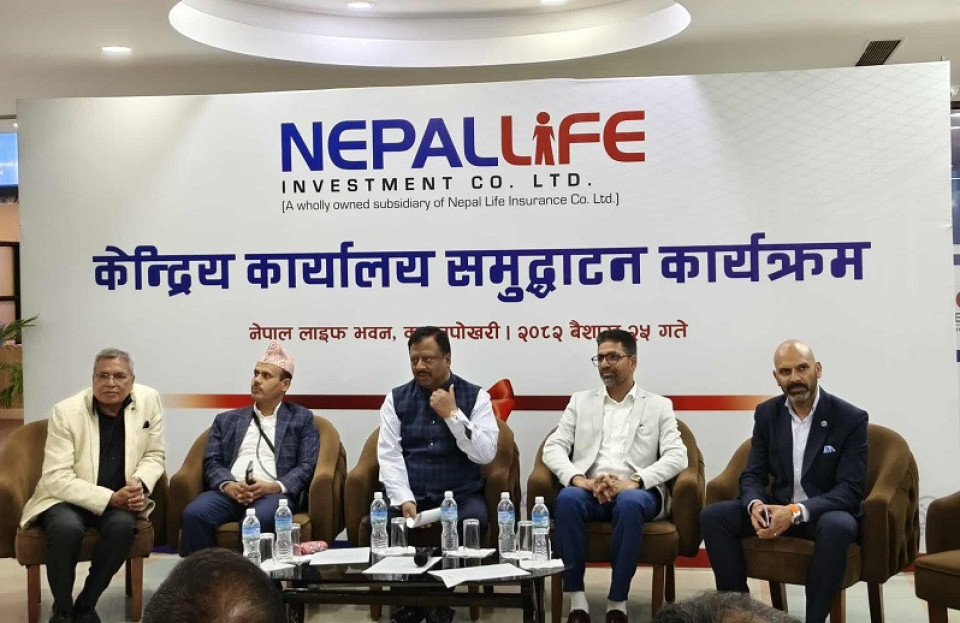 NEPALLIFE
INVESTMENT CO. LTD.
(A wholly owned subsidiary of Nepal Life Insurance Co. Ltd.)
केन्द्रिय कार्यालय समुद्घाटन कार्यक्रम
नेपाल लाइफ भवन, | २०८२ २५ गते